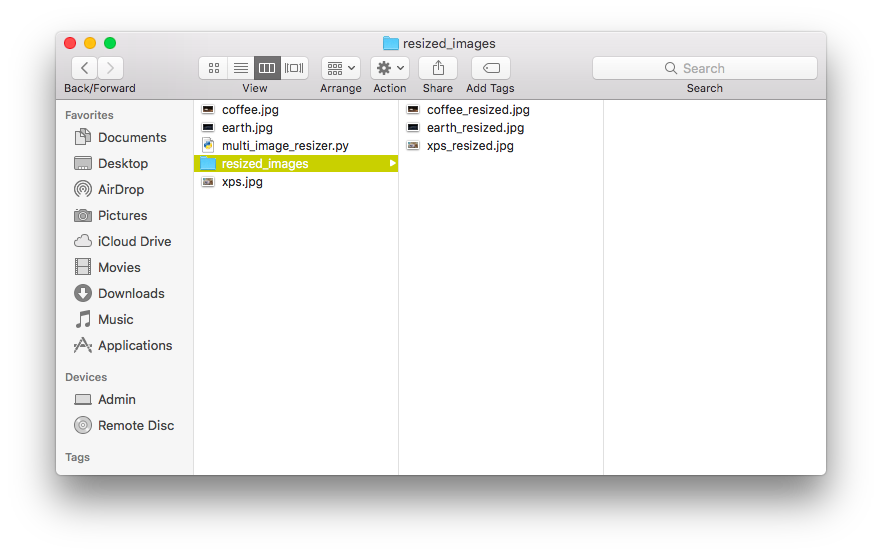 resized_images
Search
Back/Forward
View
Arrange
Action
Share
Add Tags
Search
Favorites
Documents
Desktop
AirDrop
Pictures
iCloud Drive
Movies
Downloads
Music
Applications
Devices
Admin
Remote Disc
Tags
coffee.jpg
earth.jpg
multi_image_resizer.py
resized_images
xps.jpg
coffee_resized.jpg
earth_resized.jpg
xps_resized.jpg